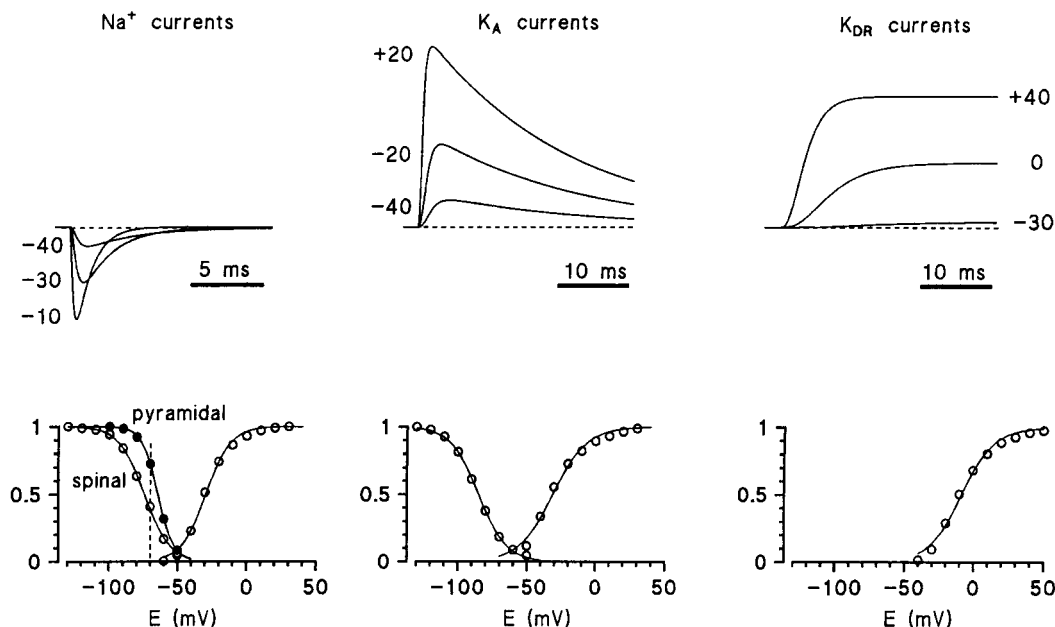 Na⁺ currents
K_A currents
K_DR currents
+20
-20
-40
+40
0
-30
-40
-30
-10
5 ms
10 ms
10 ms
pyramidal
spinal
1
0.5
0
-100
-50
0
50
E (mV)
1
0.5
0
-100
-50
0
50
E (mV)
1
0.5
0
-100
-50
0
50
E (mV)